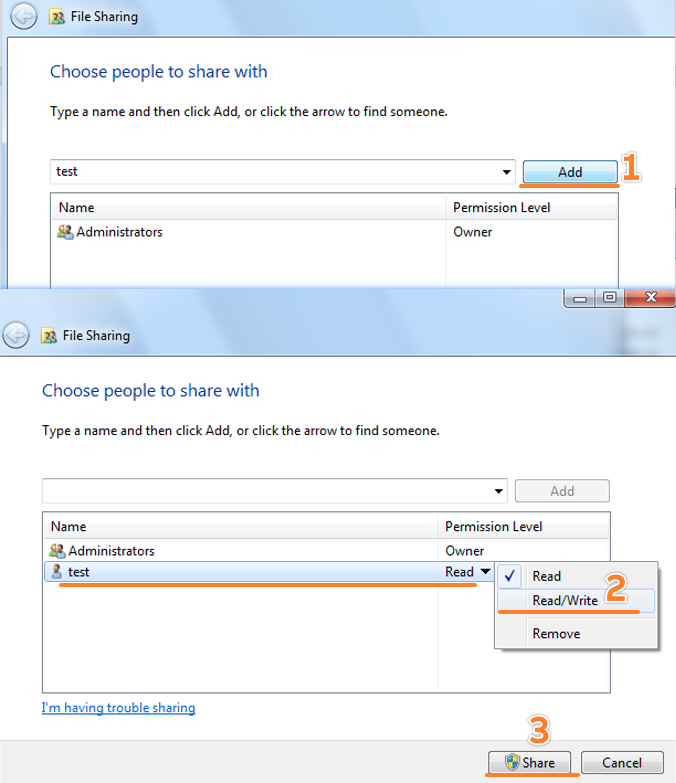 File Sharing
Choose people to share with
Type a name and then click Add, or click the arrow to find someone.
test Add 1
Name Permission Level
Administrators Owner
File Sharing
Choose people to share with
Type a name and then click Add, or click the arrow to find someone.
Add
Name Permission Level
Administrators Owner
test Read
Read
Read/Write 2
Remove
I'm having trouble sharing
3
Share Cancel